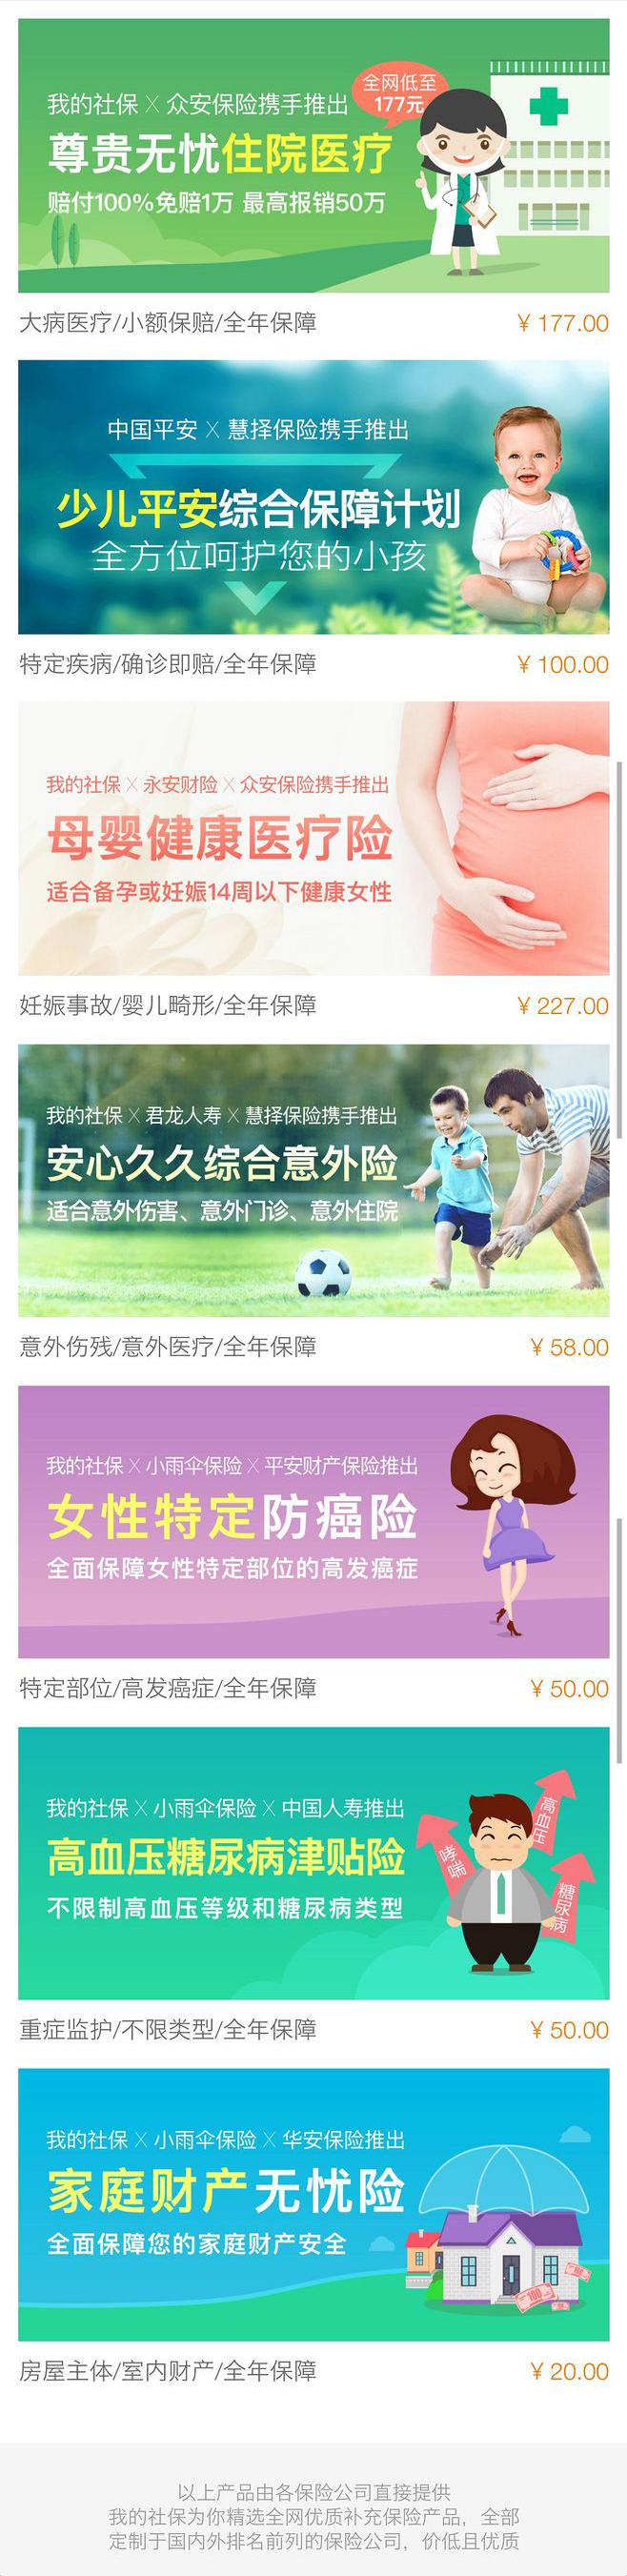 我的社保 X 众安保险携手推出
全网低至
177元
尊贵无忧住院医疗
赔付100%免赔1万 最高报销50万
大病医疗/小额保赔/全年保障
¥ 177.00
中国平安 X 慧择保险携手推出
少儿平安综合保障计划
全方位呵护您的小孩
特定疾病/确诊即赔/全年保障
¥ 100.00
我的社保 X 永安财险 X 众安保险携手推出
母婴健康医疗险
适合备孕或妊娠14周以下健康女性
妊娠事故/婴儿畸形/全年保障
¥ 227.00
我的社保 X 君龙人寿 X 慧择保险携手推出
安心久久综合意外险
适合意外伤害、意外门诊、意外住院
意外伤残/意外医疗/全年保障
¥ 58.00
我的社保 X 小雨伞保险 X 平安财产保险推出
女性特定防癌险
全面保障女性特定部位的高发癌症
特定部位/高发癌症/全年保障
¥ 50.00
我的社保 X 小雨伞保险 X 中国人寿推出
高血压糖尿病津贴险
不限制高血压等级和糖尿病类型
哮喘
高血压
糖尿病
重症监护/不限类型/全年保障
¥ 50.00
我的社保 X 小雨伞保险 X 华安保险推出
家庭财产无忧险
全面保障您的家庭财产安全
100
房屋主体/室内财产/全年保障
¥ 20.00
以上产品由各保险公司直接提供
我的社保为你精选全网优质补充保险产品，全部
定制于国内外排名前列的保险公司，价低且优质